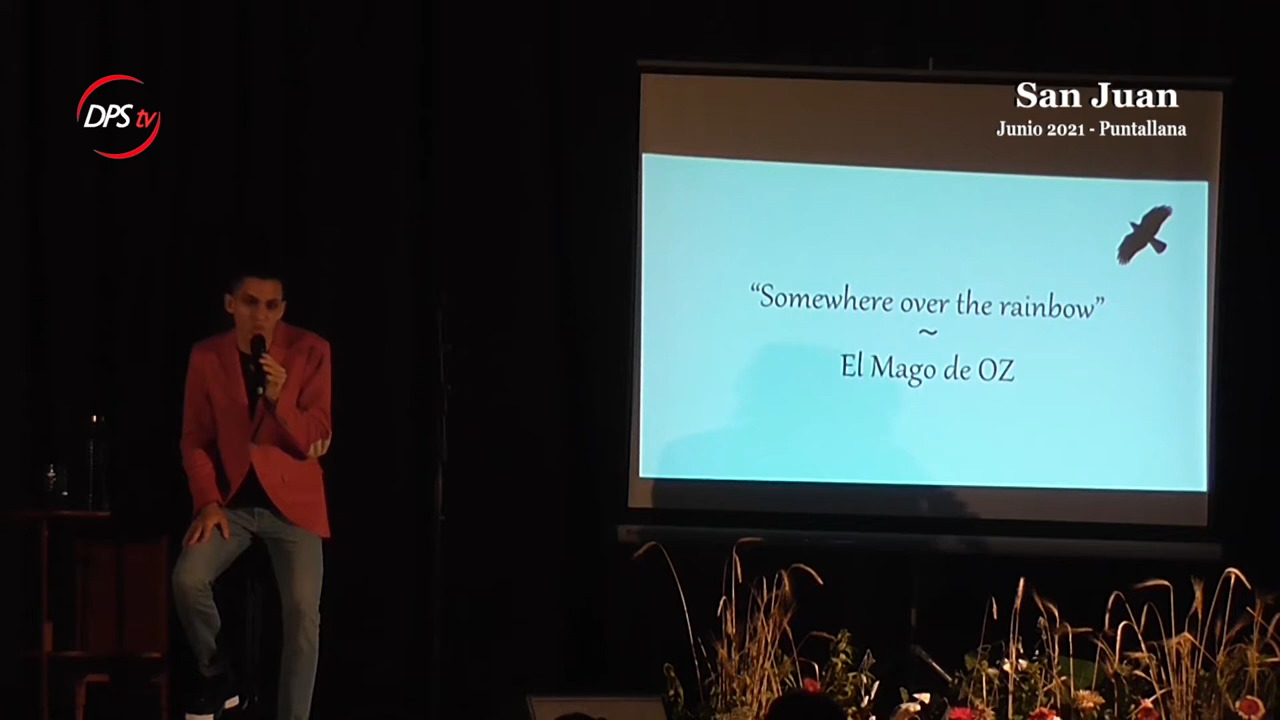 DPS tv
San Juan
Junio 2021 - Puntallana
“Somewhere over the rainbow”
~
El Mago de OZ